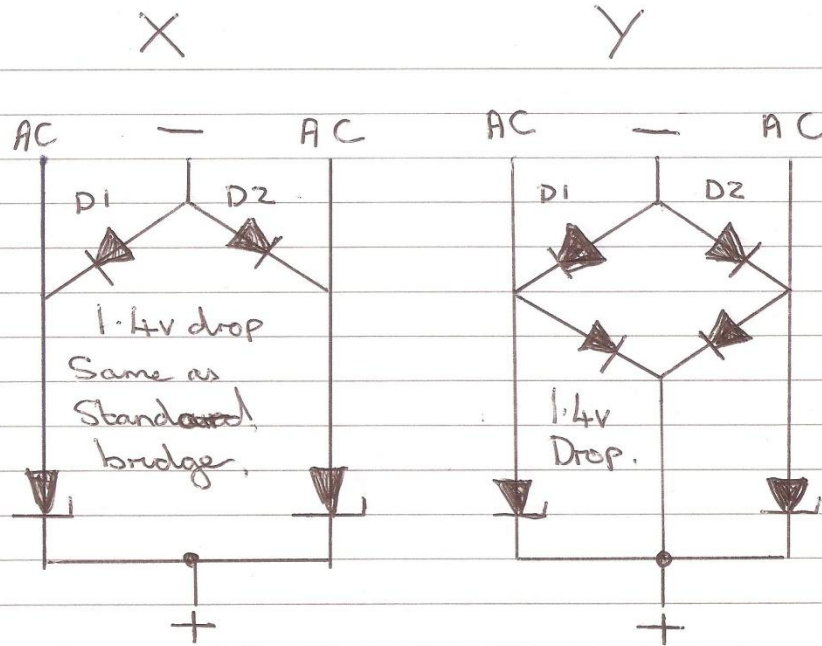 X Y
AC — AC AC — AC
D1 D2 D1 D2
1.4v drop
Same as
Standard
bridge.
1.4v
Drop.
+ +